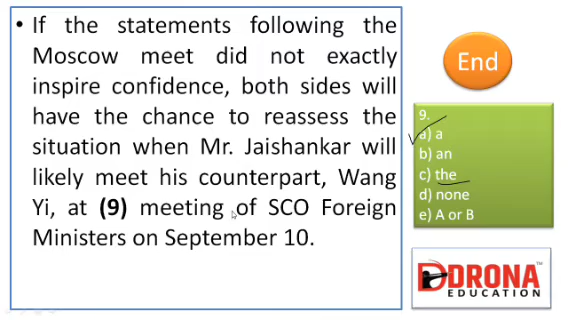 • If the statements following the
Moscow meet did not exactly
inspire confidence, both sides will
have the chance to reassess the
situation when Mr. Jaishankar will
likely meet his counterpart, Wang
Yi, at (9) meeting of SCO Foreign
Ministers on September 10.
End
9.
a) a
b) an
c) the
d) none
e) A or B
DRONA™
EDUCATION